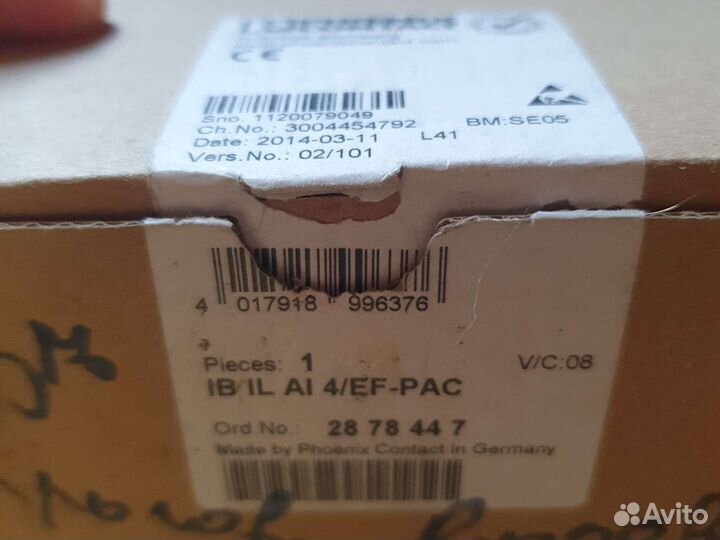 CE
Sno. 1120079049
Ch.No.: 3004454792
Date: 2014-03-11 L41 BM:SE05
Vers.No.: 02/101
4 017918 996376
Pieces: 1 V/C:08
IB IL AI 4/EF-PAC
Ord.No.: 28 78 44 7
Made by Phoenix Contact in Germany
Avito